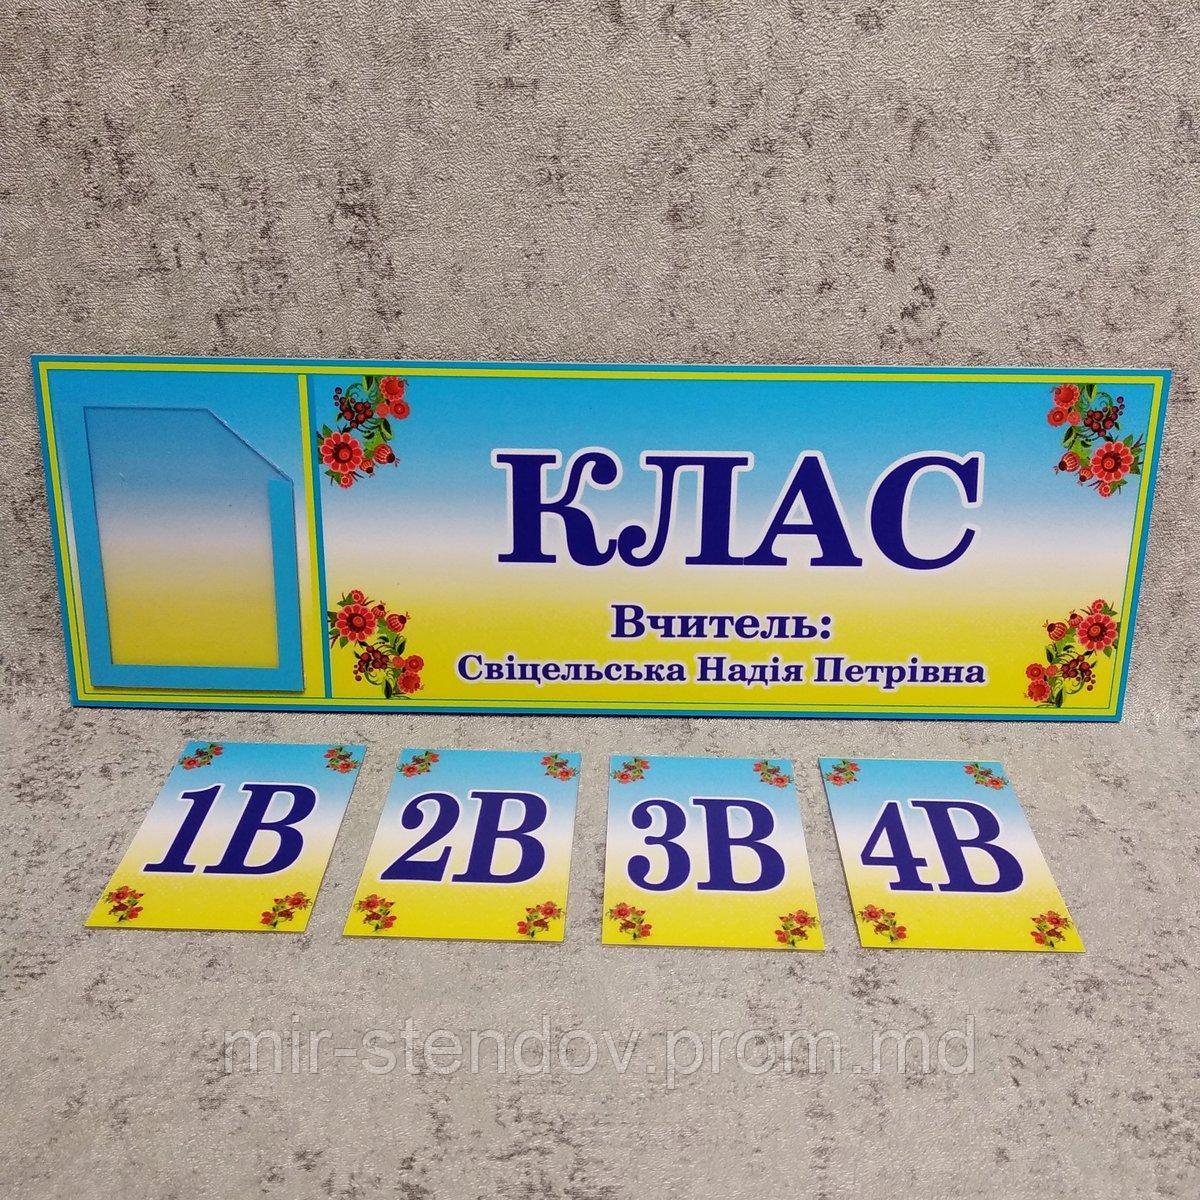 КЛАС
Вчитель:
Свіцельська Надія Петрівна
1В 2В 3В 4В
mir-stendov.prom.md